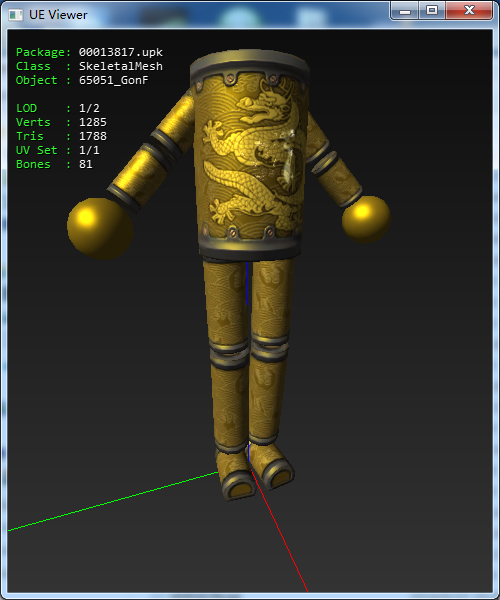 UE Viewer
Package: 00013817.upk
Class : SkeletalMesh
Object : 65051_GonF
LOD : 1/2
Verts : 1285
Tris : 1788
UV Set : 1/1
Bones : 81